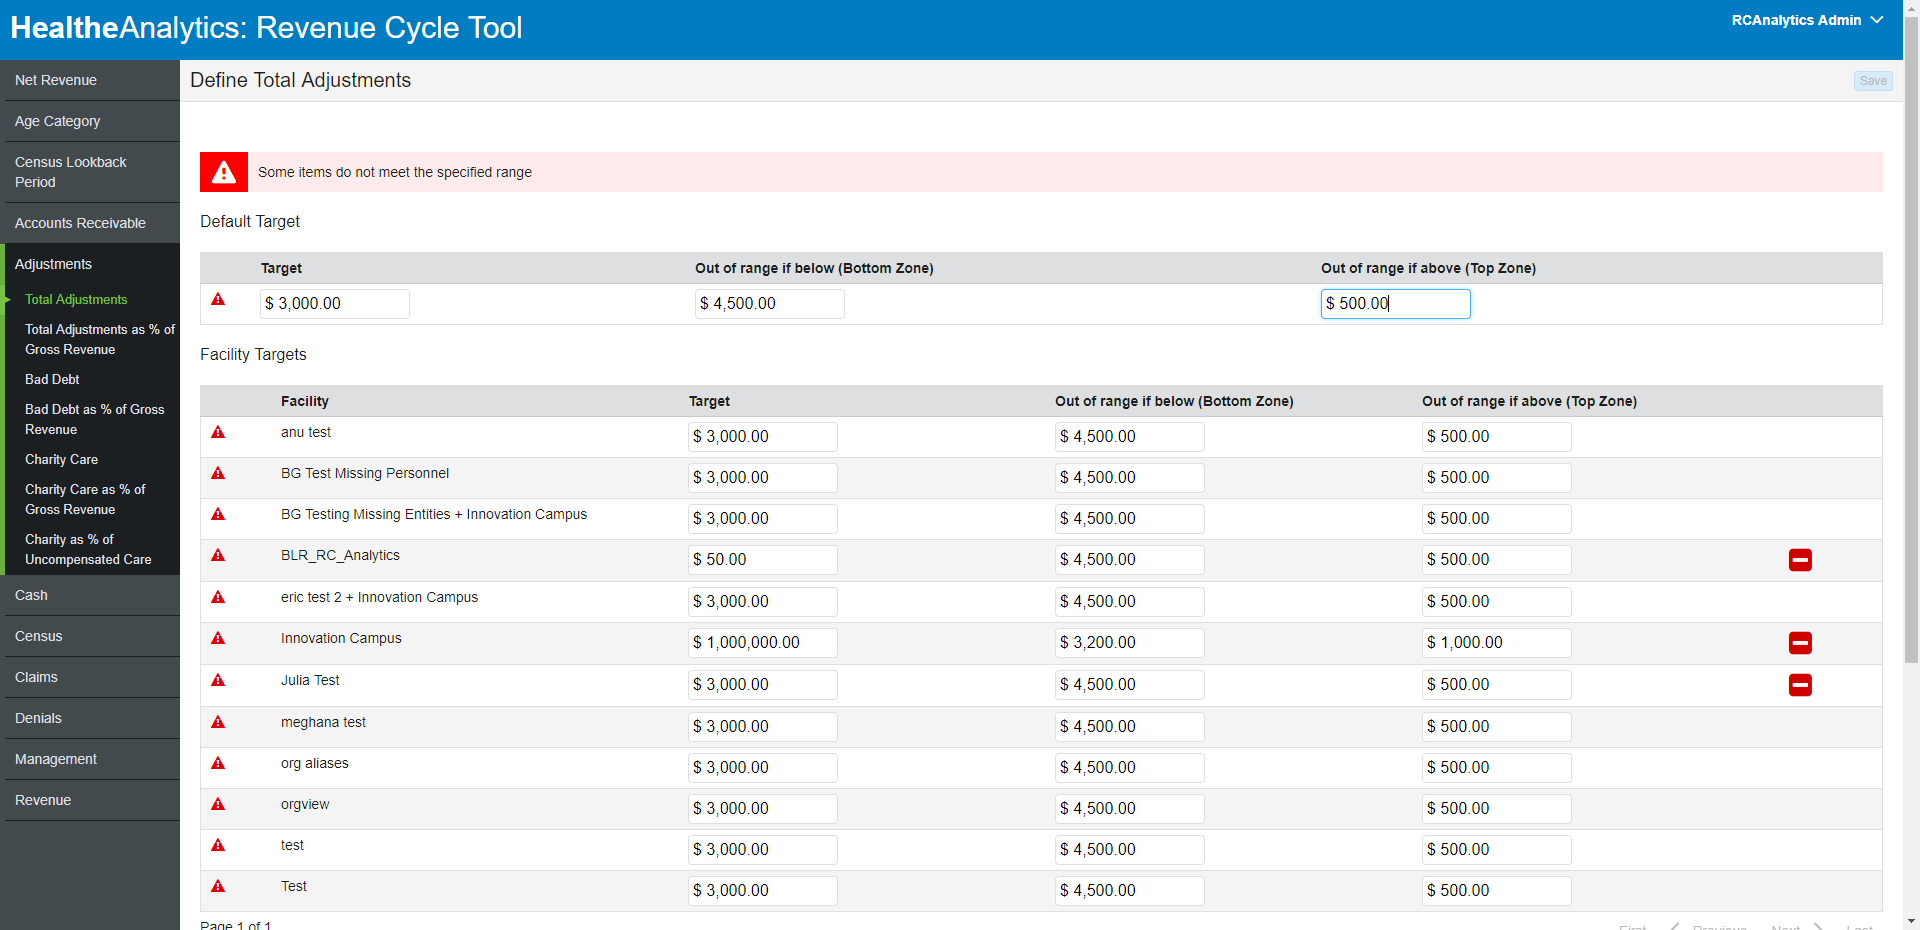 HealtheAnalytics: Revenue Cycle Tool
RCAnalytics Admin
Net Revenue
Age Category
Census Lookback
Period
Accounts Receivable
Adjustments
Total Adjustments
Total Adjustments as % of
Gross Revenue
Bad Debt
Bad Debt as % of Gross
Revenue
Charity Care
Charity Care as % of
Gross Revenue
Charity as % of
Uncompensated Care
Cash
Census
Claims
Denials
Management
Revenue
Define Total Adjustments
Save
Some items do not meet the specified range
Default Target
Target Out of range if below (Bottom Zone) Out of range if above (Top Zone)
$ 3,000.00 $ 4,500.00 $ 500.00
Facility Targets
Facility Target Out of range if below (Bottom Zone) Out of range if above (Top Zone)
anu test $ 3,000.00 $ 4,500.00 $ 500.00
BG Test Missing Personnel $ 3,000.00 $ 4,500.00 $ 500.00
BG Testing Missing Entities + Innovation Campus $ 3,000.00 $ 4,500.00 $ 500.00
BLR_RC_Analytics $ 50.00 $ 4,500.00 $ 500.00
eric test 2 + Innovation Campus $ 3,000.00 $ 4,500.00 $ 500.00
Innovation Campus $ 1,000,000.00 $ 3,200.00 $ 1,000.00
Julia Test $ 3,000.00 $ 4,500.00 $ 500.00
meghana test $ 3,000.00 $ 4,500.00 $ 500.00
org aliases $ 3,000.00 $ 4,500.00 $ 500.00
orgview $ 3,000.00 $ 4,500.00 $ 500.00
test $ 3,000.00 $ 4,500.00 $ 500.00
Test $ 3,000.00 $ 4,500.00 $ 500.00
Page 1 of 1 First Previous Next Last